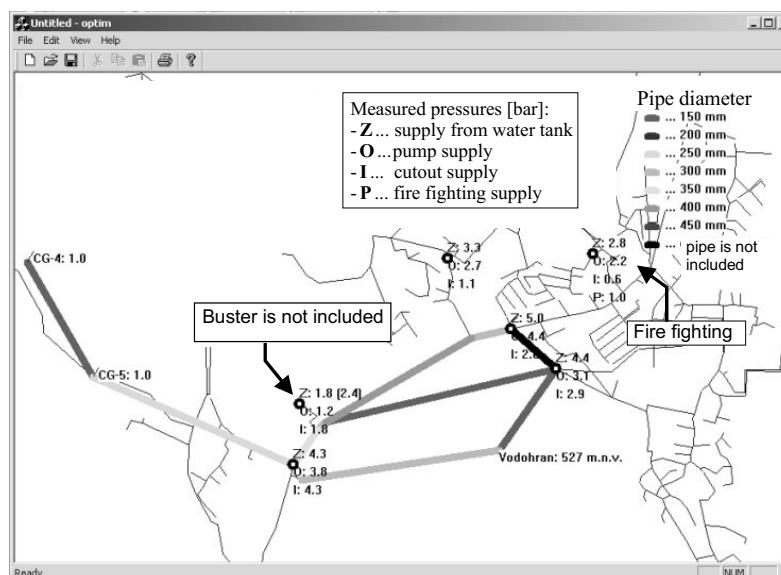 Untitled - optim
File Edit View Help
Measured pressures [bar]:
- Z ... supply from water tank
- O ...pump supply
- I ... cutout supply
- P ... fire fighting supply
Pipe diameter
... 150 mm
... 200 mm
... 250 mm
... 300 mm
... 350 mm
... 400 mm
... 450 mm
... pipe is not
included
CG-4: 1.0
Z: 3.3
O: 2.7
I: 1.1
Z: 2.8
O: 2.2
I: 0.6
P: 1.0
Buster is not included
Fire fighting
Z: 5.0
O: 4.4
I: 2.
CG-5: 1.0
Z: 4.4
O: 3.1
I: 2.9
Z: 1.8 (2.4)
O: 1.2
I: 1.8
Z: 4.3
O: 3.8
I: 4.3
Vodohran: 527 m.n.v.
Ready
NUM